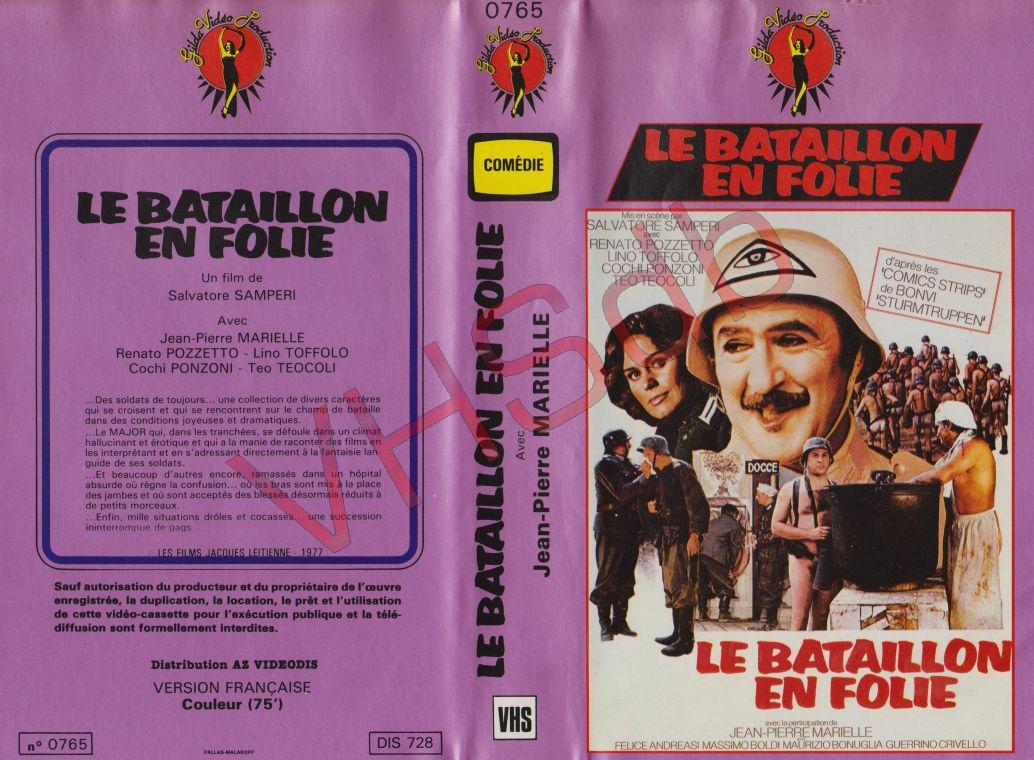 Gilda Vidéo Production
LE BATAILLON
EN FOLIE
Un film de
Salvatore SAMPERI
Avec
Jean-Pierre MARIELLE
Renato POZZETTO - Lino TOFFOLO
Cochi PONZONI - Teo TEOCOLI
...Des soldats de toujours... une collection de divers caractères
qui se croisent et qui se rencontrent sur le champ de bataille
dans des conditions joyeuses et dramatiques.
...Le MAJOR qui, dans les tranchées, se défoule dans un climat
hallucinant et érotique et qui a la manie de raconter des films en
les interprétant et en s'adressant directement à la fantaisie lan-
guide de ses soldats.
...Et beaucoup d'autres encore, ramassés dans un hôpital
absurde où règne la confusion... où les bras sont mis à la place
des jambes et où sont acceptés des blessés désormais réduits à
de petits morceaux.
...Enfin, mille situations drôles et cocasses... une succession
ininterrompue de gags...
LES FILMS JACQUES LEITIENNE - 1977
Sauf autorisation du producteur et du propriétaire de l'œuvre
enregistrée, la duplication, la location, le prêt et l'utilisation
de cette vidéo-cassette pour l'exécution publique et la télé-
diffusion sont formellement interdites.
Distribution AZ VIDEODIS
VERSION FRANÇAISE
Couleur (75')
n° 0765
PALLAS-MALAKOFF
DIS 728
0765
Gilda Vidéo Production
COMÉDIE
LE BATAILLON EN FOLIE
Avec
Jean-Pierre MARIELLE
VHS
Gilda Vidéo Production
LE BATAILLON
EN FOLIE
Mis en scène par
SALVATORE SAMPERI
avec
RENATO POZZETTO
LINO TOFFOLO
COCHI PONZONI
TEO TEOCOLI
d'après les
'COMICS STRIPS'
de BONVI
'STURMTRUPPEN'
DOCCE
LE BATAILLON
EN FOLIE
avec la participation de
JEAN-PIERRE MARIELLE
FELICE ANDREASI MASSIMO BOLDI MAURIZIO BONUGLIA GUERRINO CRIVELLO
VHSdb